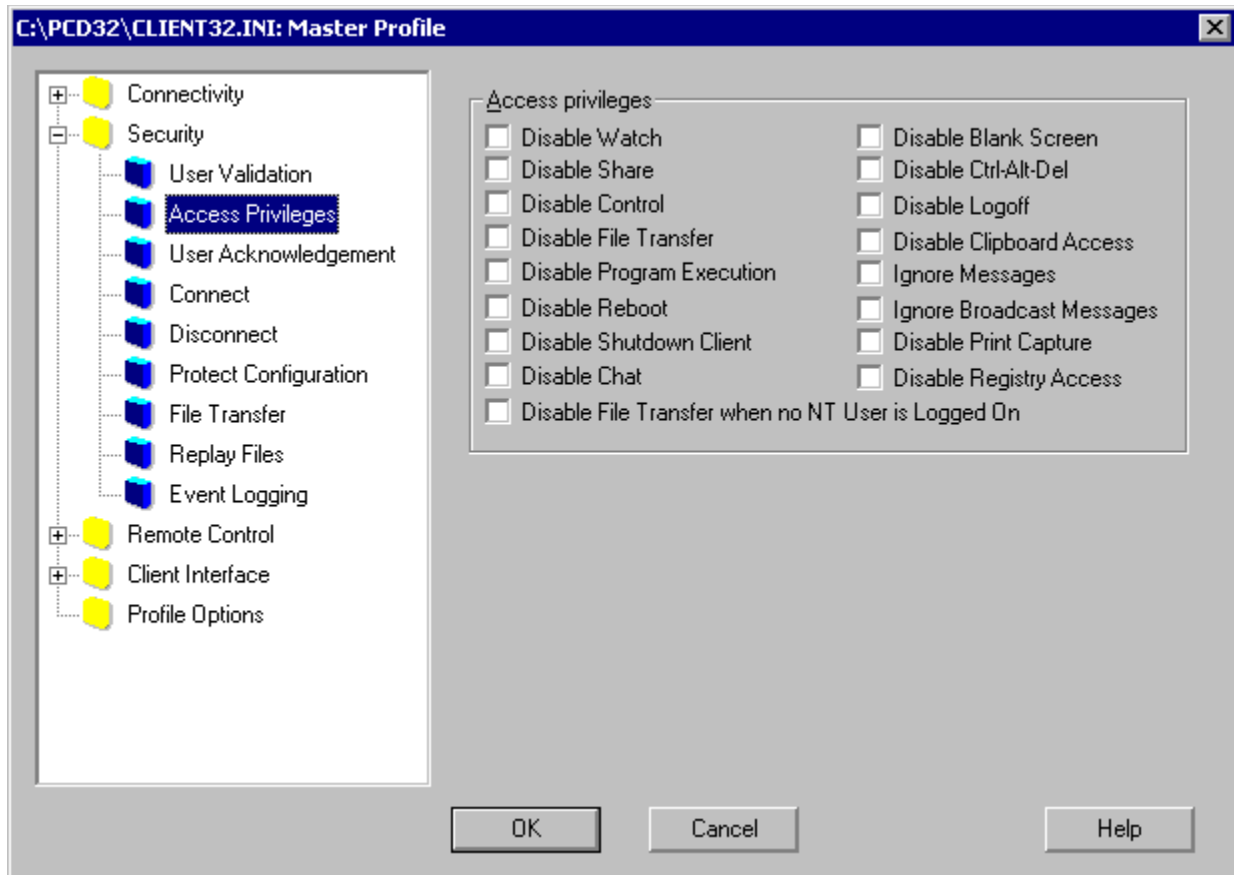 C:\PCD32\CLIENT32.INI: Master Profile
Connectivity
Security
User Validation
Access Privileges
User Acknowledgement
Connect
Disconnect
Protect Configuration
File Transfer
Replay Files
Event Logging
Remote Control
Client Interface
Profile Options
Access privileges
Disable Watch
Disable Share
Disable Control
Disable File Transfer
Disable Program Execution
Disable Reboot
Disable Shutdown Client
Disable Chat
Disable File Transfer when no NT User is Logged On
Disable Blank Screen
Disable Ctrl-Alt-Del
Disable Logoff
Disable Clipboard Access
Ignore Messages
Ignore Broadcast Messages
Disable Print Capture
Disable Registry Access
OK
Cancel
Help